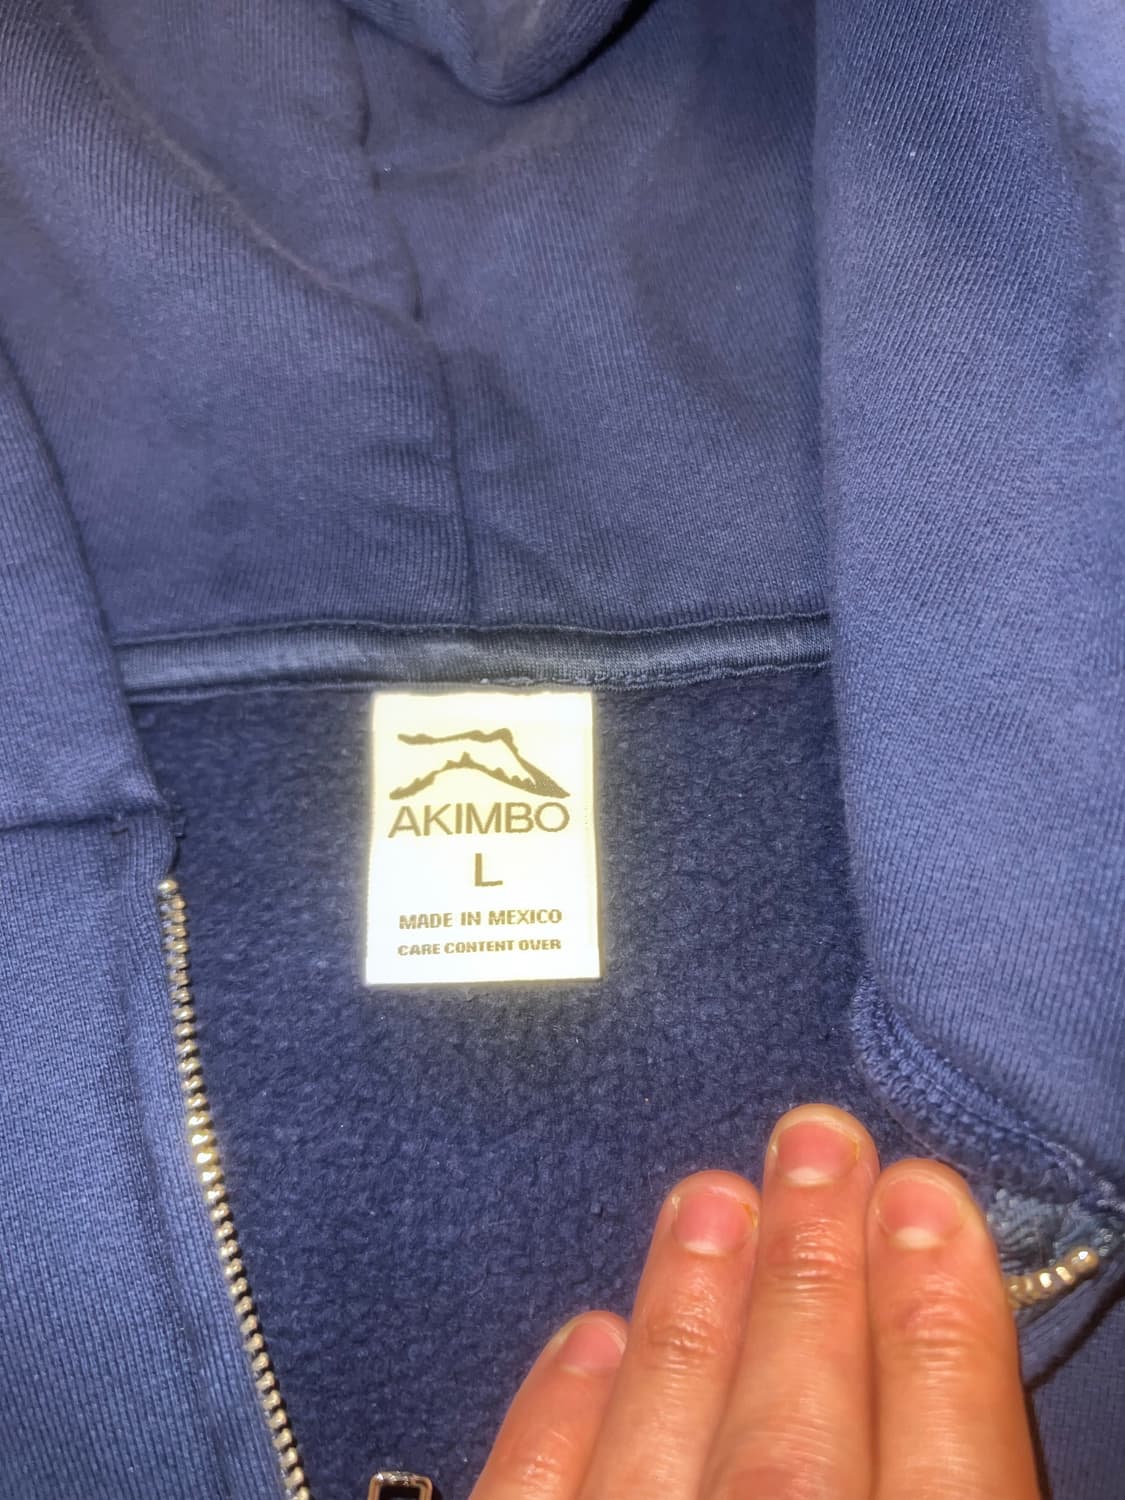 AKIMBO
L
MADE IN MEXICO
CARE CONTENT OVER